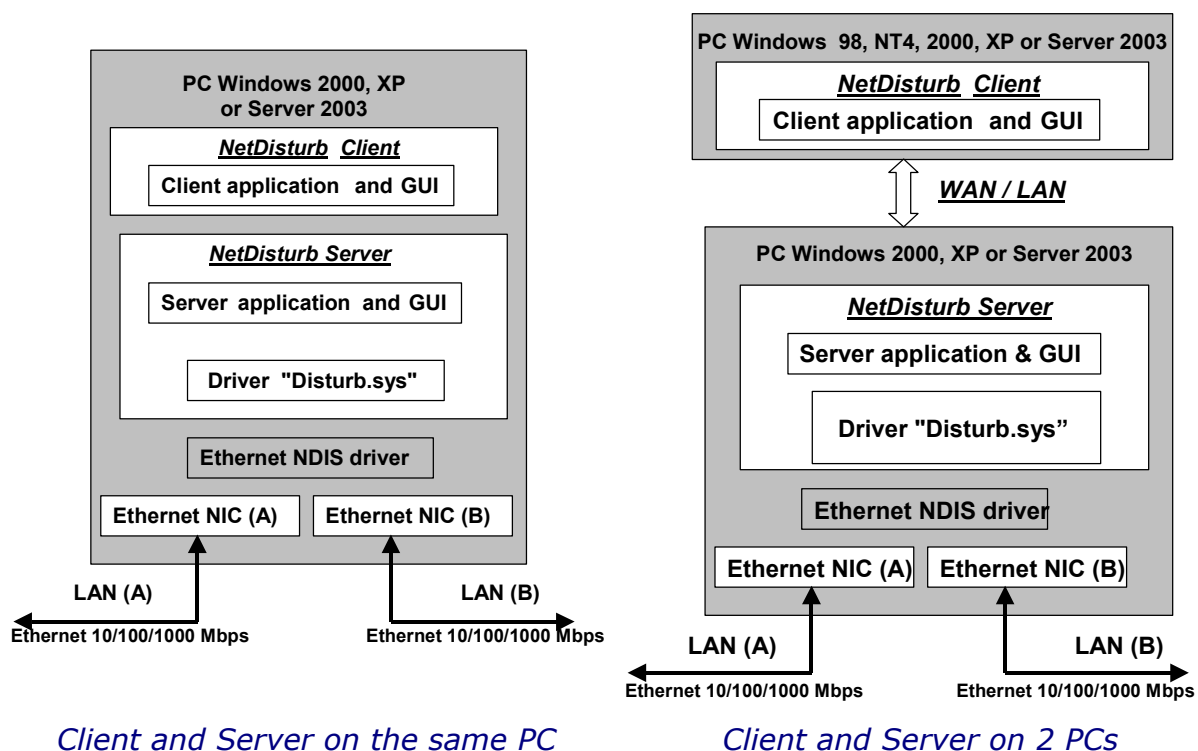 PC Windows 2000, XP
or Server 2003
NetDisturb Client
Client application and GUI
NetDisturb Server
Server application and GUI
Driver "Disturb.sys"
Ethernet NDIS driver
Ethernet NIC (A)
Ethernet NIC (B)
LAN (A)
LAN (B)
Ethernet 10/100/1000 Mbps
Ethernet 10/100/1000 Mbps
Client and Server on the same PC
PC Windows 98, NT4, 2000, XP or Server 2003
NetDisturb Client
Client application and GUI
WAN / LAN
PC Windows 2000, XP or Server 2003
NetDisturb Server
Server application & GUI
Driver "Disturb.sys”
Ethernet NDIS driver
Ethernet NIC (A)
Ethernet NIC (B)
LAN (A)
LAN (B)
Ethernet 10/100/1000 Mbps
Ethernet 10/100/1000 Mbps
Client and Server on 2 PCs